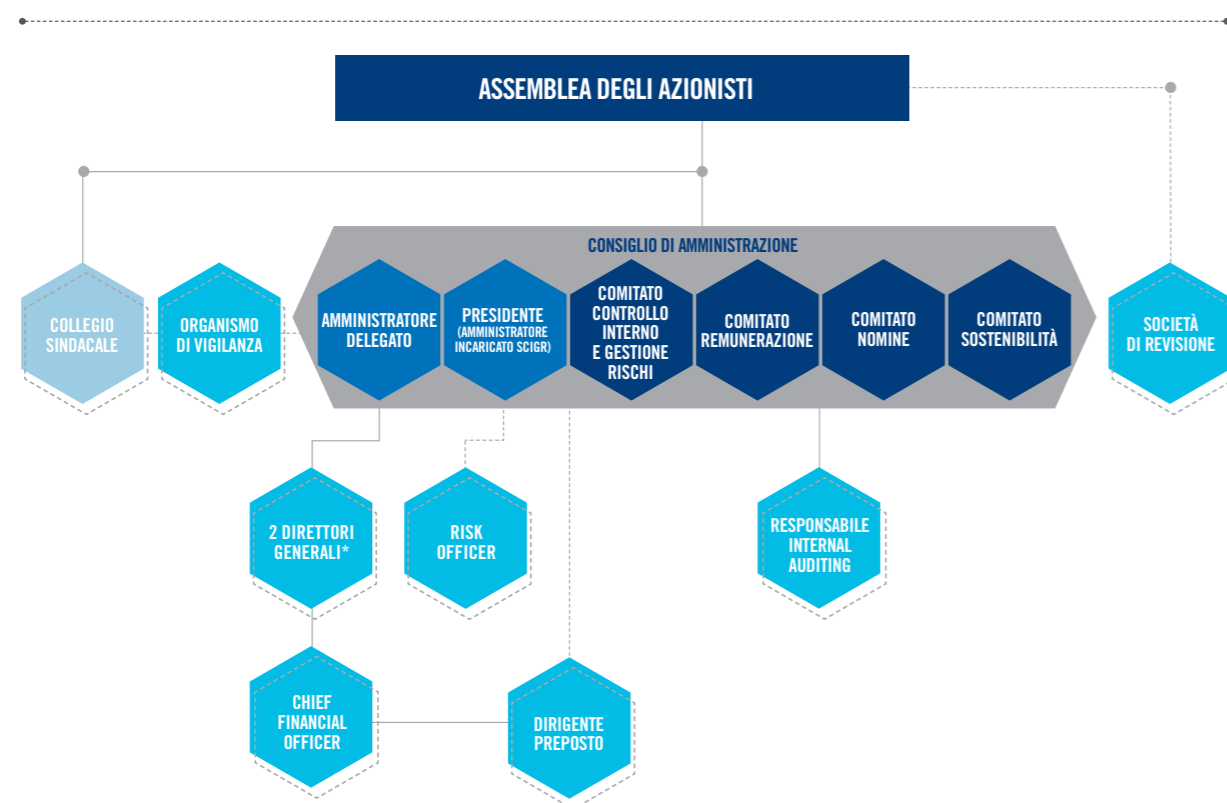 ASSEMBLEA DEGLI AZIONISTI
CONSIGLIO DI AMMINISTRAZIONE
COLLEGIO
SINDACALE
ORGANISMO
DI VIGILANZA
AMMINISTRATORE
DELEGATO
PRESIDENTE
(AMMINISTRATORE
INCARICATO SCIGR)
COMITATO
CONTROLLO
INTERNO
E GESTIONE
RISCHI
COMITATO
REMUNERAZIONE
COMITATO
NOMINE
COMITATO
SOSTENIBILITÀ
SOCIETÀ
DI REVISIONE
2 DIRETTORI
GENERALI*
RISK
OFFICER
RESPONSABILE
INTERNAL
AUDITING
CHIEF
FINANCIAL
OFFICER
DIRIGENTE
PREPOSTO